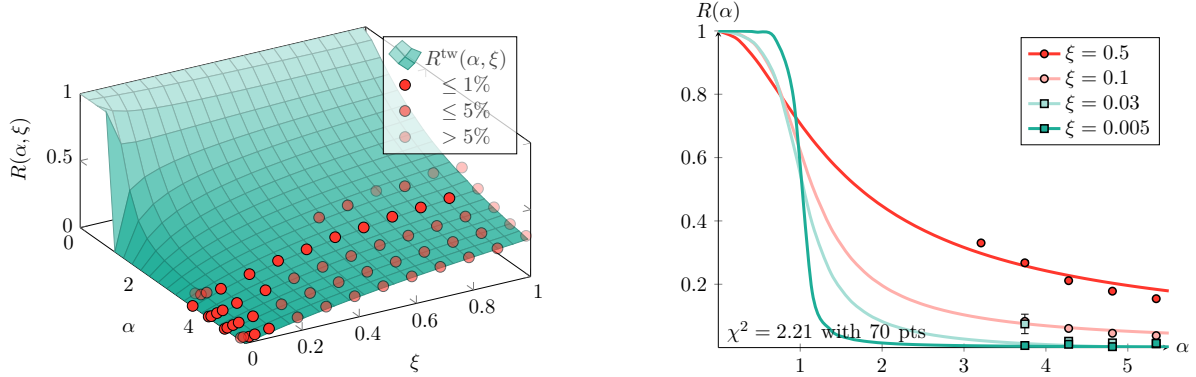 R(α, ξ)
1
0.5
0
0
2
4
α
0
0.2
0.4
0.6
0.8
1
ξ
R^tw(α, ξ)
≤ 1%
≤ 5%
> 5%
R(α)
1
0.8
0.6
0.4
0.2
1
2
3
4
5
α
ξ = 0.5
ξ = 0.1
ξ = 0.03
ξ = 0.005
χ² = 2.21 with 70 pts